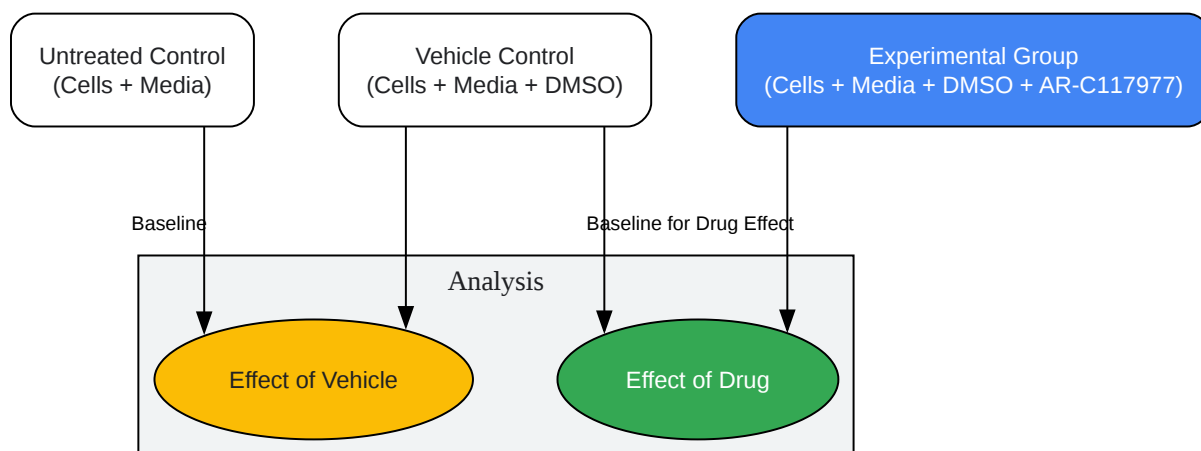 Untreated Control
(Cells + Media)
Vehicle Control
(Cells + Media + DMSO)
Experimental Group
(Cells + Media + DMSO + AR-C117977)
Baseline
Baseline for Drug Effect
Analysis
Effect of Vehicle
Effect of Drug